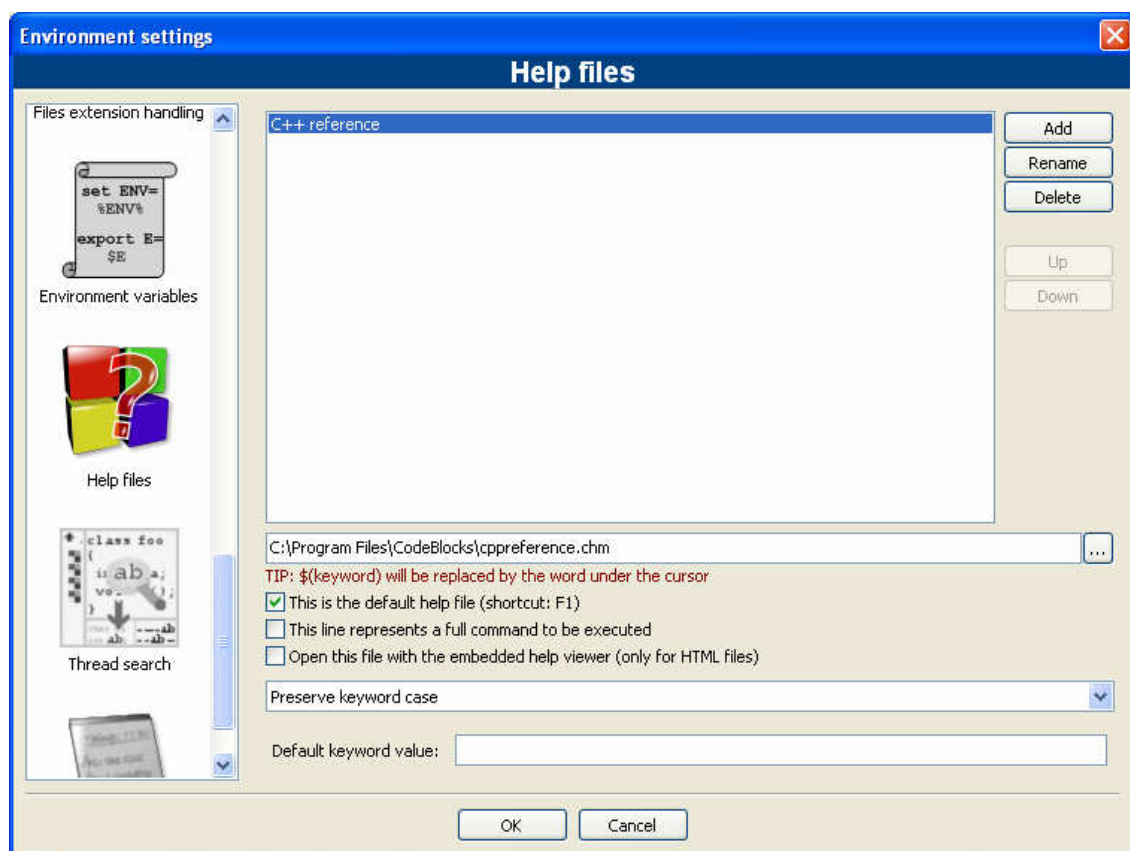 Environment settings
Help files
Files extension handling
set ENV=
%ENV%
export E=
$E
Environment variables
Help files
class foo
{
ab
}
ab
Thread search
C++ reference
Add
Rename
Delete
Up
Down
C:\Program Files\CodeBlocks\cppreference.chm
...
TIP: $(keyword) will be replaced by the word under the cursor
This is the default help file (shortcut: F1)
This line represents a full command to be executed
Open this file with the embedded help viewer (only for HTML files)
Preserve keyword case
Default keyword value:
OK
Cancel